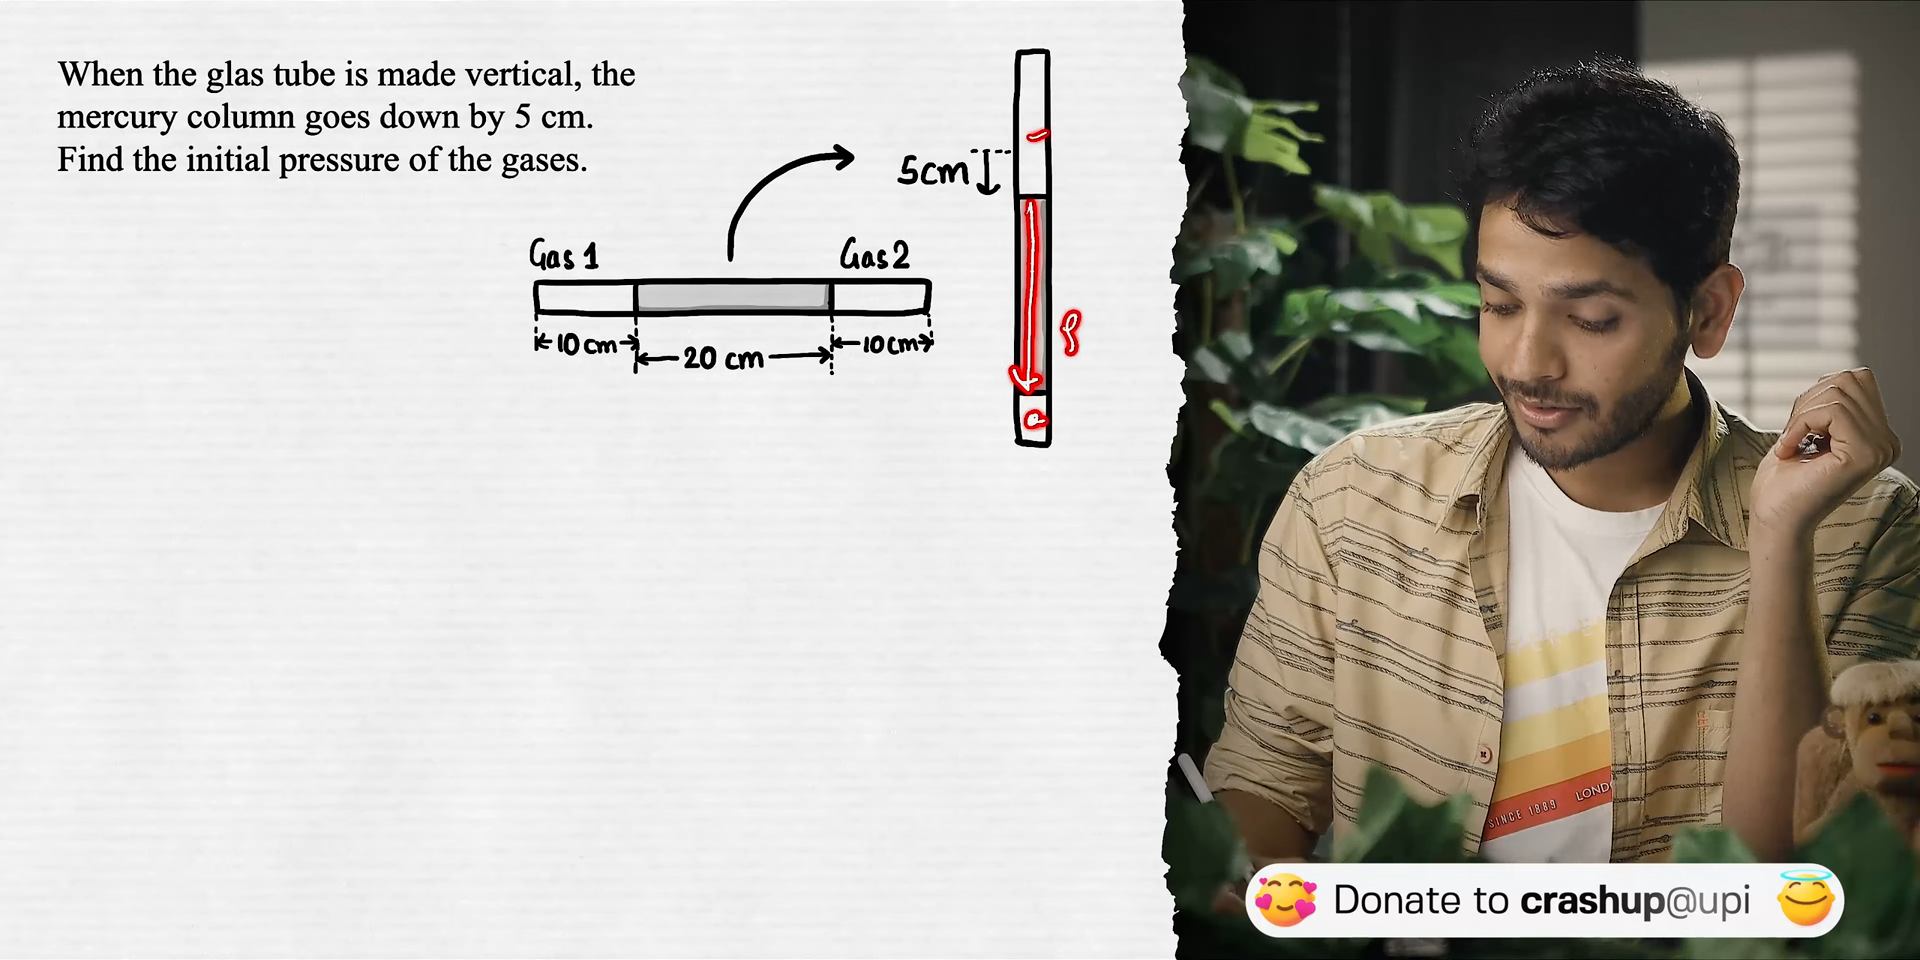 When the glas tube is made vertical, the
mercury column goes down by 5 cm.
Find the initial pressure of the gases.
5cm
Gas 1
Gas 2
10 cm
20 cm
10cm
ρ
SINCE 1889 LOND
Donate to crashup@upi